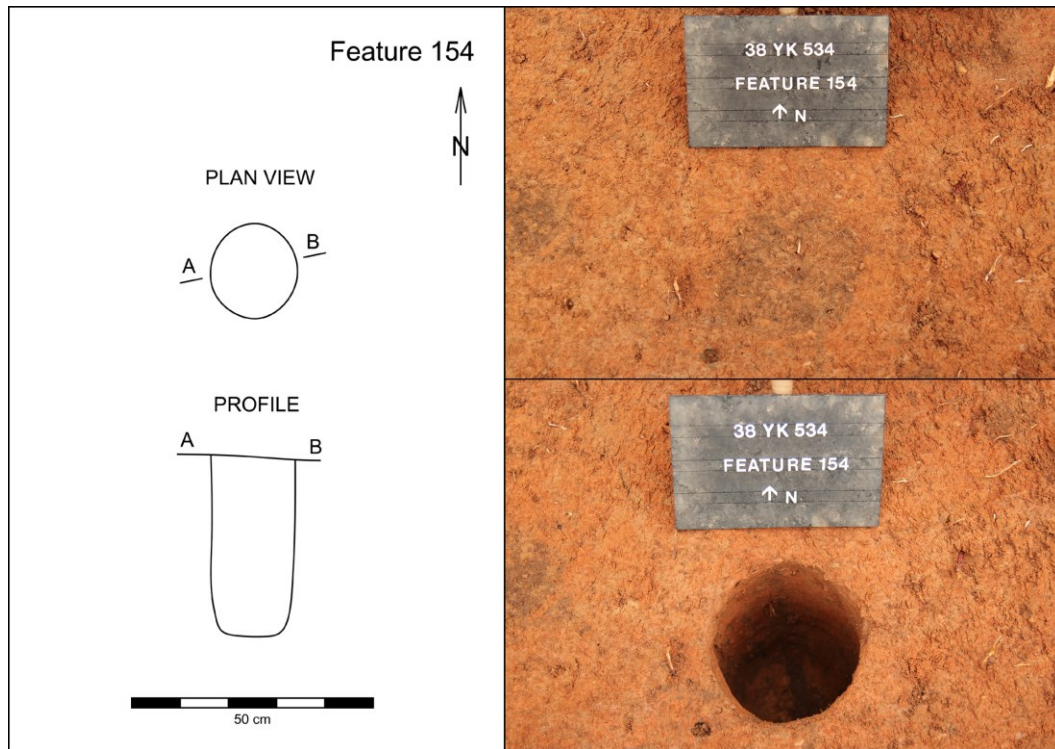 Feature 154
N
PLAN VIEW
A
B
PROFILE
A
B
50 cm
38 YK 534
FEATURE 154
↑ N
38 YK 534
FEATURE 154
↑ N